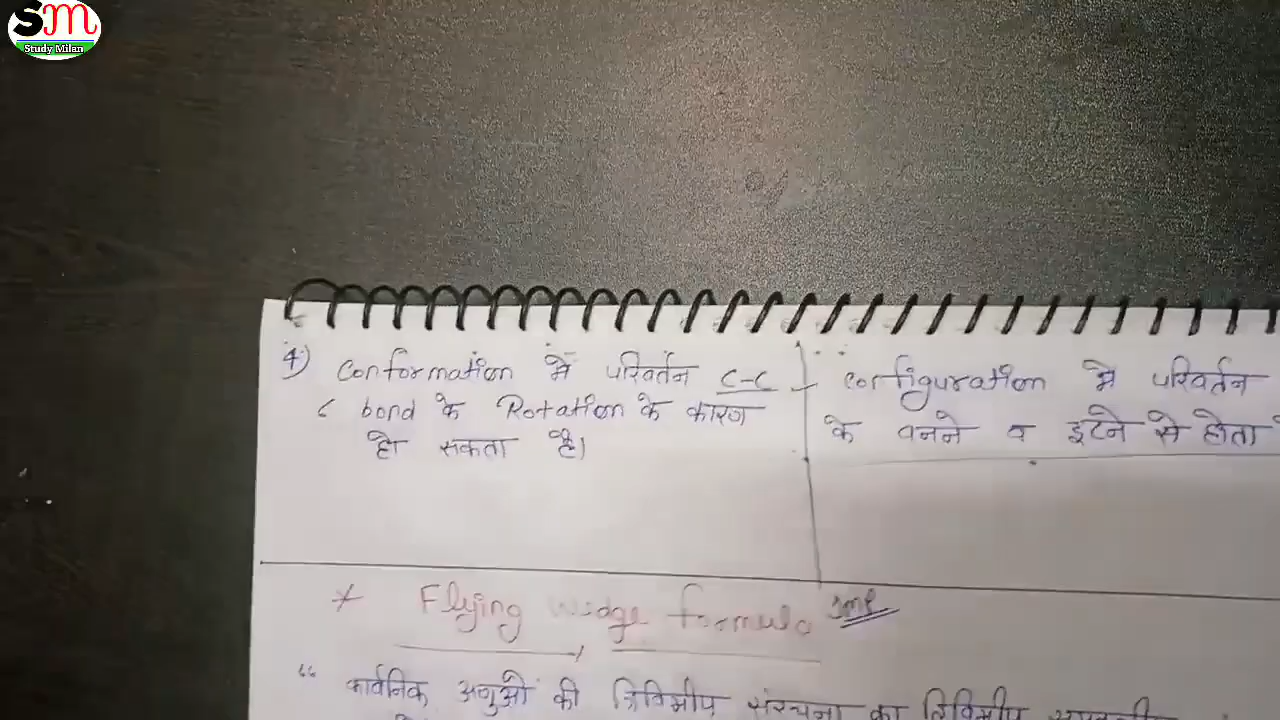 SM
Study Milan
4) Conformation में परिवर्तन C-C
bond के Rotation के कारण
हो सकता है।
Configuration मे परिवर्तन
के बनने व टुटने से होता
* Flying wedge formula Imp
“ कार्बनिक अणुओं की त्रिविमीय संरचना का त्रिविमीय